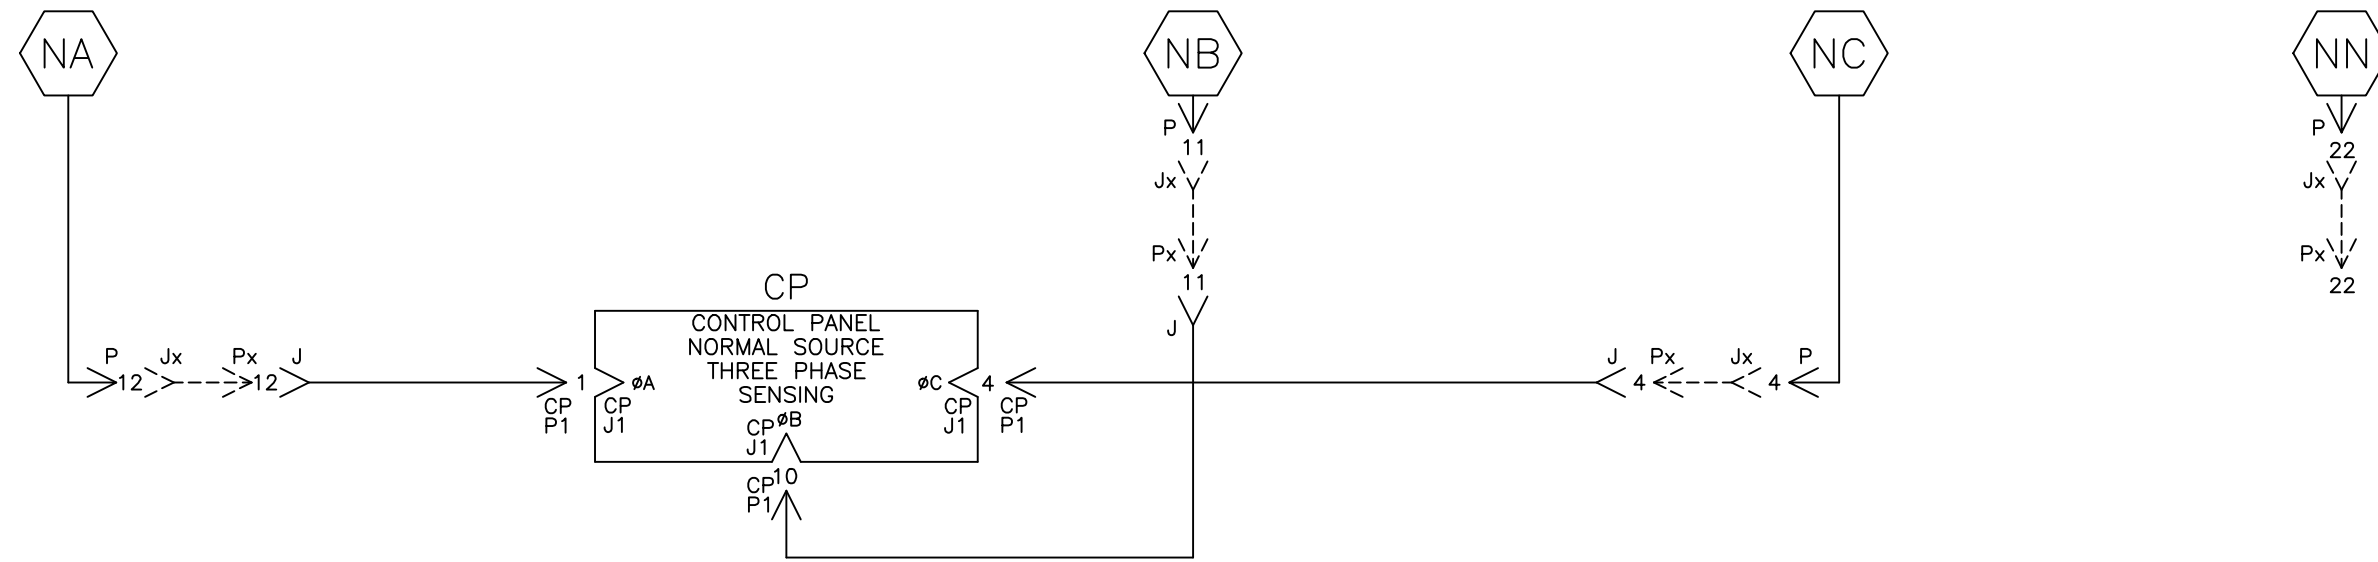 NA
NB
NC
NN
P
11
Jx
Px
11
J
P
22
Jx
Px
22
CP
CONTROL PANEL
NORMAL SOURCE
THREE PHASE
SENSING
P
12
Jx
Px
12
J
1
CP
P1
øA
CP
J1
øB
CP
J1
10
CP
P1
øC
CP
J1
4
CP
P1
J
4
Px
Jx
4
P